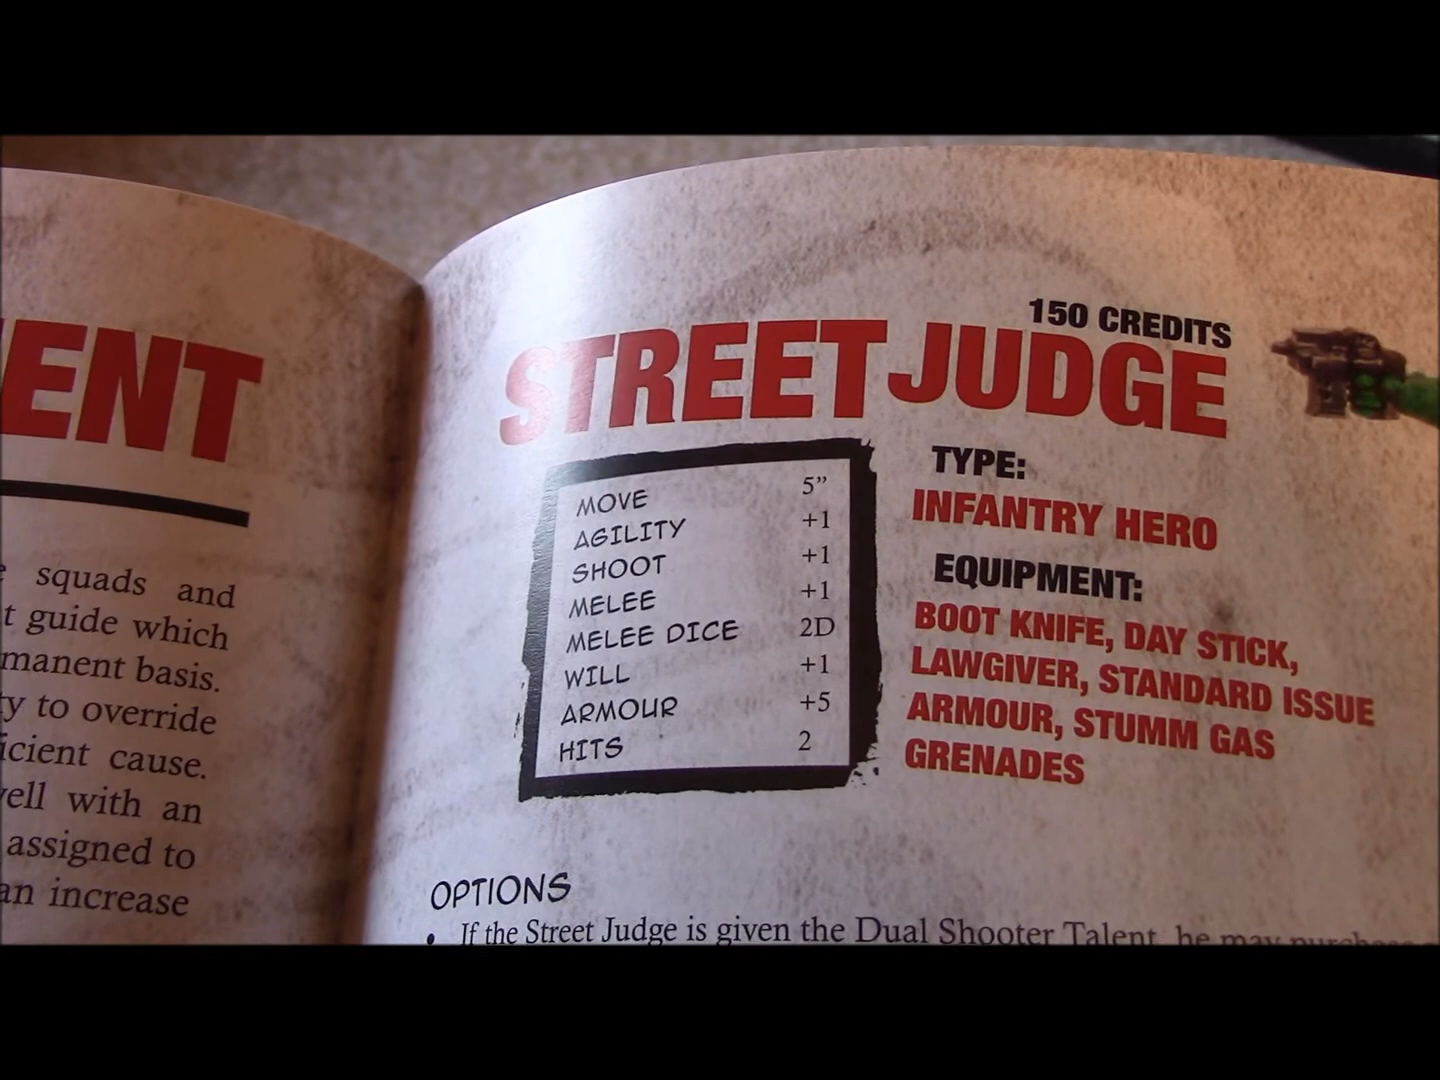 ENT
squads and
t guide which
manent basis.
ty to override
icient cause.
vell with an
assigned to
an increase
150 CREDITS
STREET JUDGE
MOVE 5”
AGILITY +1
SHOOT +1
MELEE +1
MELEE DICE 2D
WILL +1
ARMOUR +5
HITS 2
TYPE:
INFANTRY HERO
EQUIPMENT:
BOOT KNIFE, DAY STICK,
LAWGIVER, STANDARD ISSUE
ARMOUR, STUMM GAS
GRENADES
OPTIONS
• If the Street Judge is given the Dual Shooter Talent, he may purchase